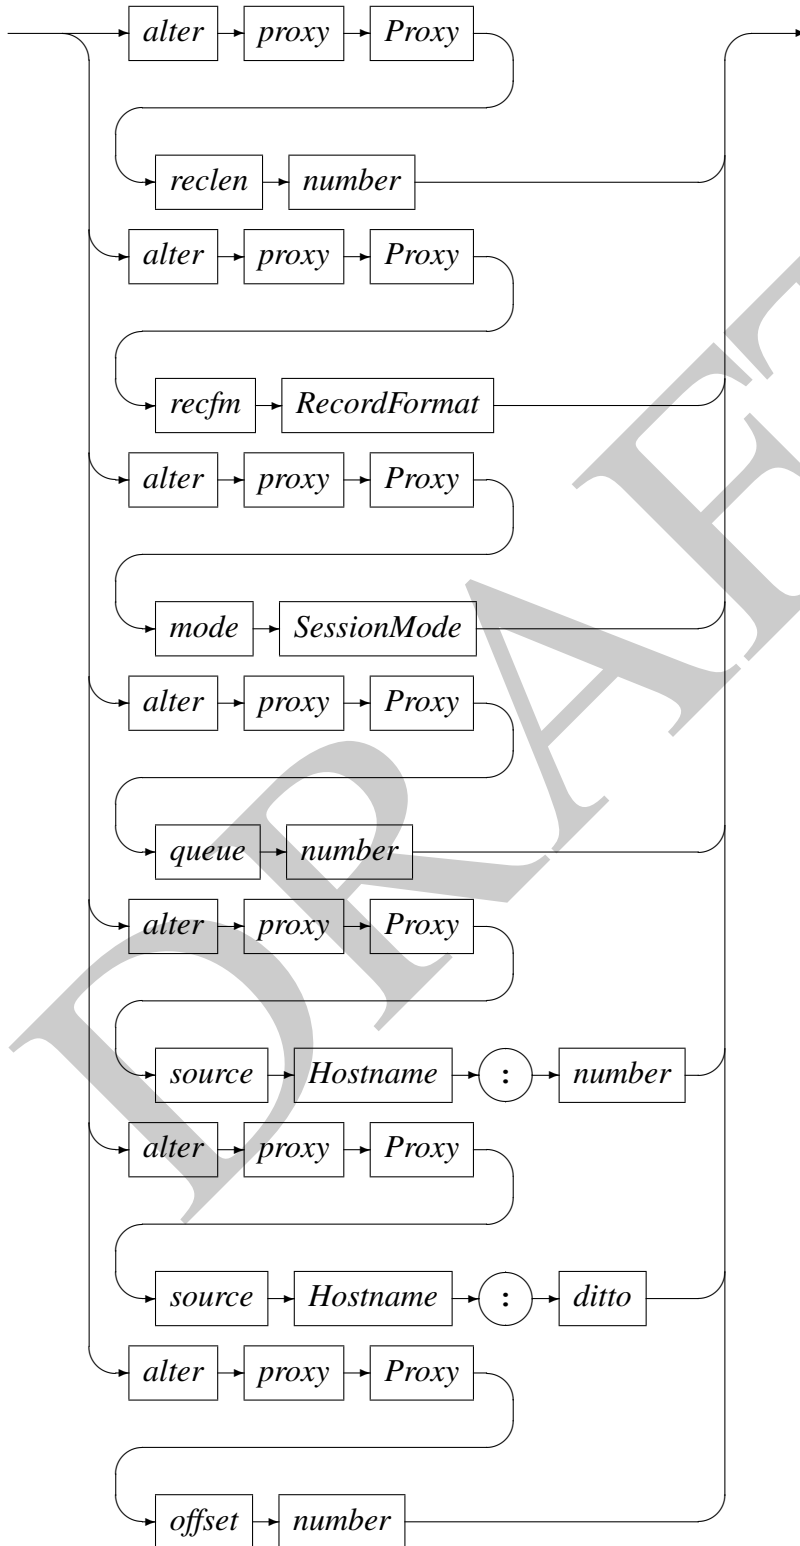 alter proxy Proxy
reclen number
alter proxy Proxy
recfm RecordFormat
alter proxy Proxy
mode SessionMode
alter proxy Proxy
queue number
alter proxy Proxy
source Hostname : number
alter proxy Proxy
source Hostname : ditto
alter proxy Proxy
offset number
DRAFT